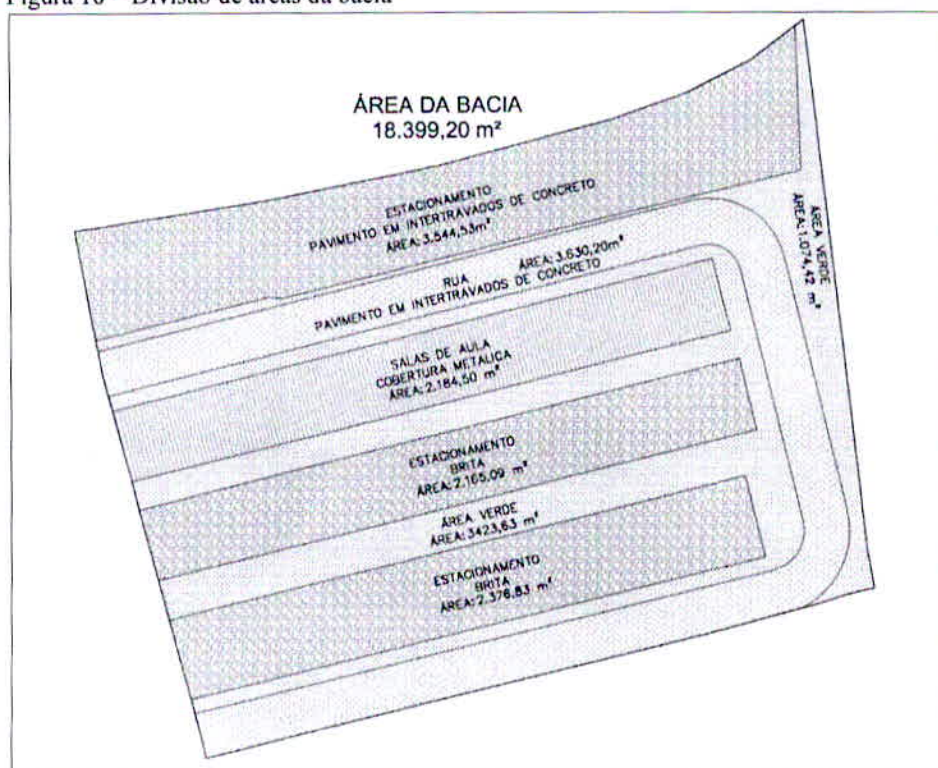 Figura 10 – Divisão de áreas da bacia
ÁREA DA BACIA
18.399,20 m²
ESTACIONAMENTO
PAVIMENTO EM INTERTRAVADOS DE CONCRETO
ÁREA: 3.544,53m²
RUA ÁREA: 3.630,20m²
PAVIMENTO EM INTERTRAVADOS DE CONCRETO
ÁREA VERDE
ÁREA: 1.074,42 m²
SALAS DE AULA
COBERTURA METALICA
ÁREA: 2.184,50 m²
ESTACIONAMENTO
BRITA
ÁREA: 2.165,09 m²
ÁREA VERDE
ÁREA: 3423,63 m²
ESTACIONAMENTO
BRITA
ÁREA: 2.376,83 m²